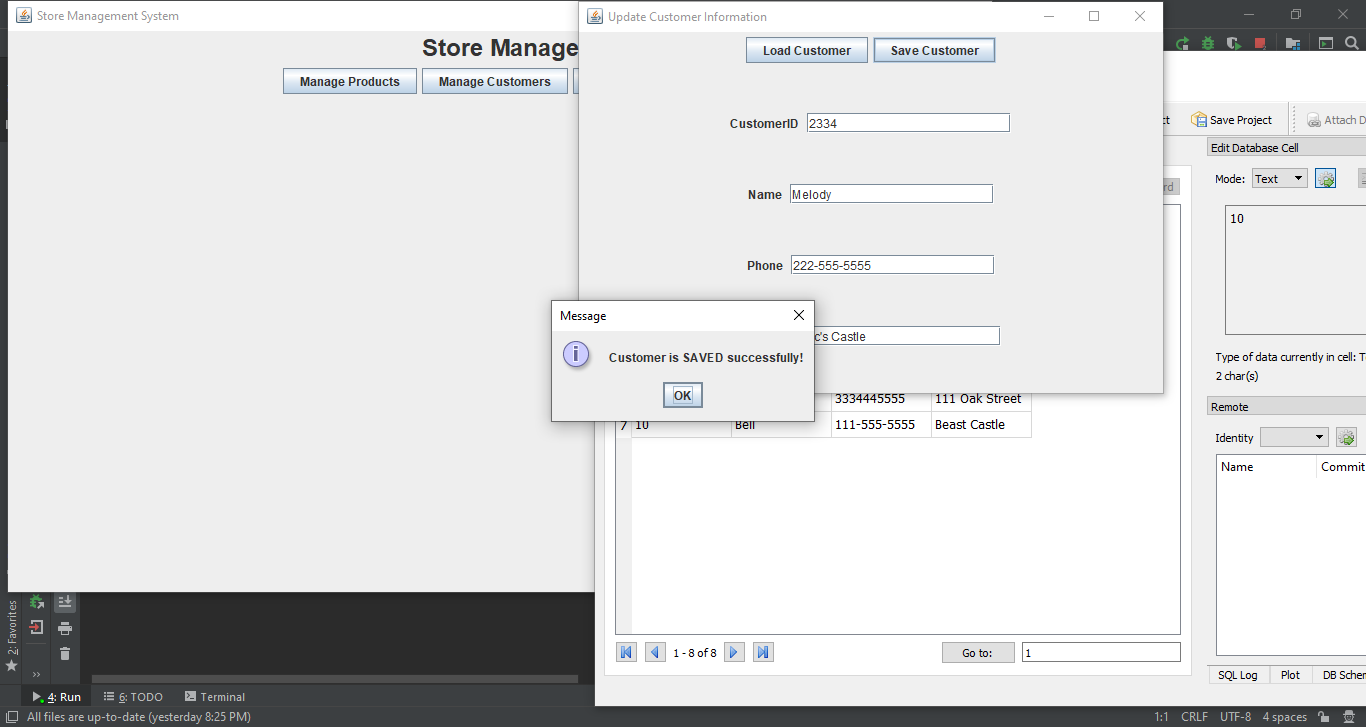 Store Management System
Update Customer Information
Store Manage
Load Customer
Save Customer
Manage Products
Manage Customers
CustomerID
2334
ct
Save Project
Attach D
Edit Database Cell
Mode:
Text
rd
Name
Melody
10
Phone
222-555-5555
Message
c's Castle
Customer is SAVED successfully!
OK
Type of data currently in cell: T
2 char(s)
3334445555
111 Oak Street
7
10
Bell
111-555-5555
Beast Castle
Remote
Identity
Name
Commit
2: Favorites
1 - 8 of 8
Go to:
1
SQL Log
Plot
DB Schem
4: Run
6: TODO
Terminal
All files are up-to-date (yesterday 8:25 PM)
1:1
CRLF
UTF-8
4 spaces